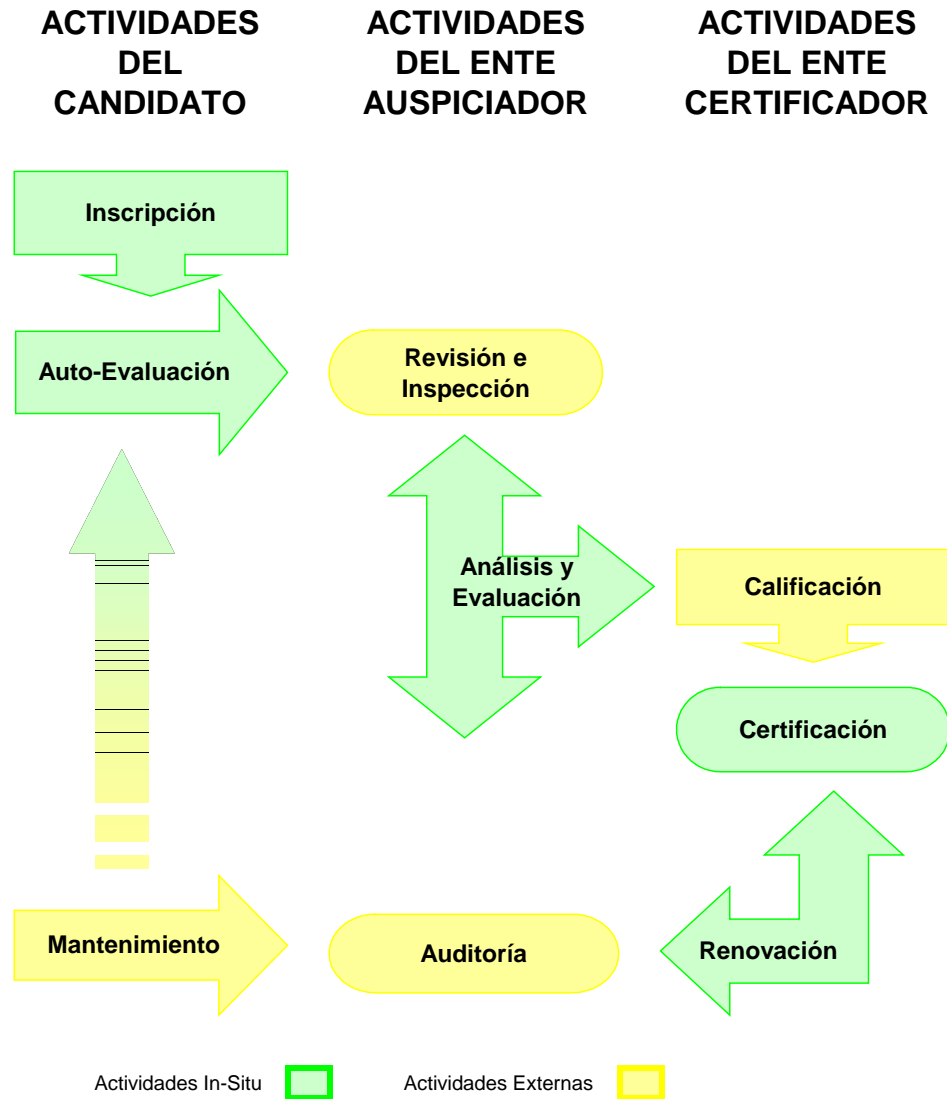 ACTIVIDADES
DEL
CANDIDATO
ACTIVIDADES
DEL ENTE
AUSPICIADOR
ACTIVIDADES
DEL ENTE
CERTIFICADOR
Inscripción
Auto-Evaluación
Revisión e
Inspección
Análisis y
Evaluación
Calificación
Certificación
Mantenimiento
Auditoría
Renovación
Actividades In-Situ
Actividades Externas